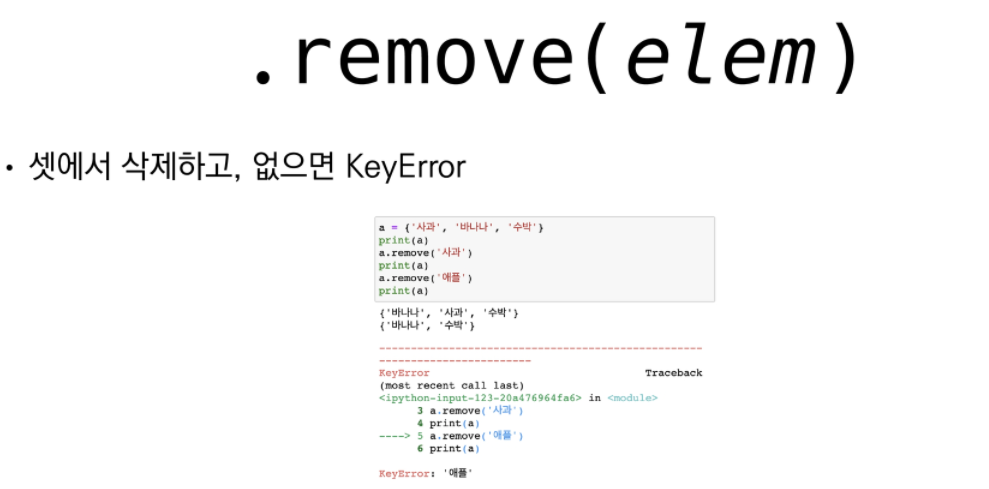 .remove(elem)
• 셋에서 삭제하고, 없으면 KeyError
a = {'사과', '바나나', '수박'}
print(a)
a.remove('사과')
print(a)
a.remove('애플')
print(a)
{'바나나', '사과', '수박'}
{'바나나', '수박'}
---------------------------------------------------
------------------------
KeyError                                  Traceback
(most recent call last)
<ipython-input-123-20a476964fa6> in <module>
      3 a.remove('사과')
      4 print(a)
----> 5 a.remove('애플')
      6 print(a)
KeyError: '애플'